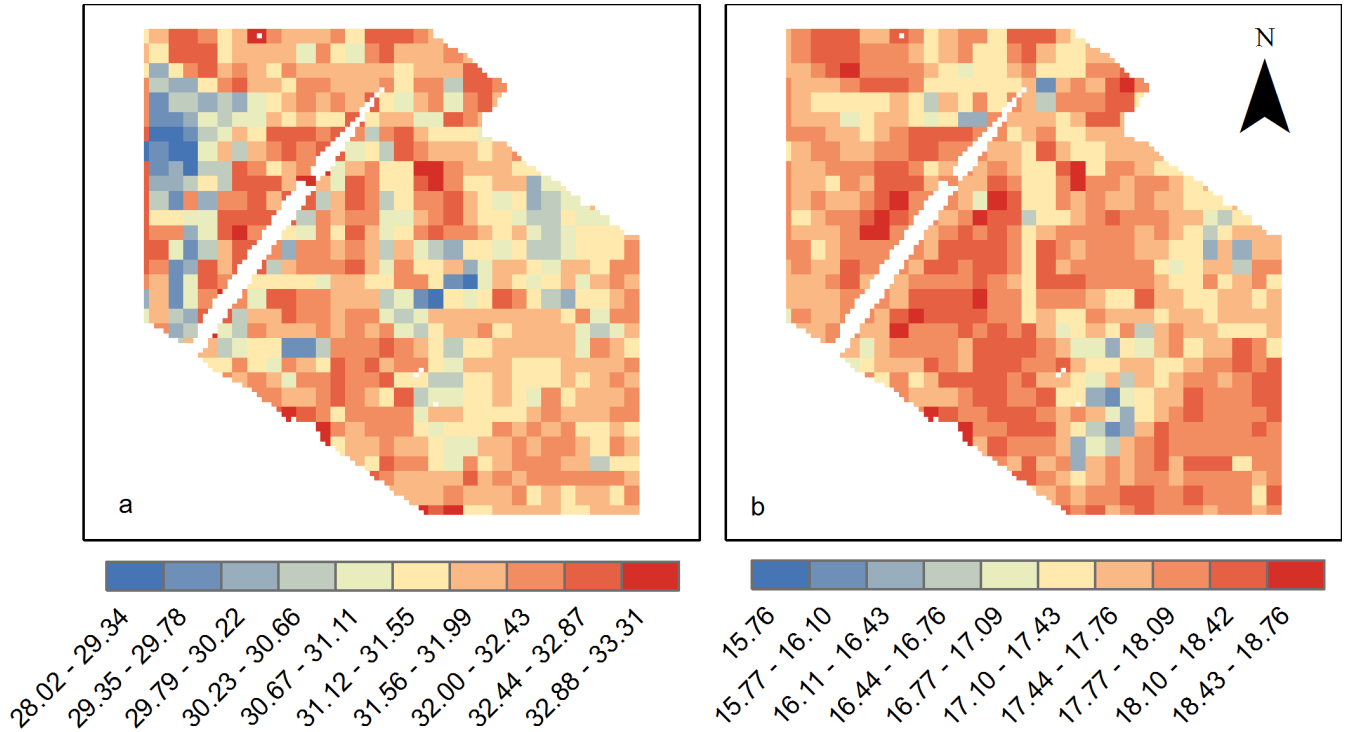 N
a
b
28.02 - 29.34
29.35 - 29.78
29.79 - 30.22
30.23 - 30.66
30.67 - 31.11
31.12 - 31.55
31.56 - 31.99
32.00 - 32.43
32.44 - 32.87
32.88 - 33.31
15.76
15.77 - 16.10
16.11 - 16.43
16.44 - 16.76
16.77 - 17.09
17.10 - 17.43
17.44 - 17.76
17.77 - 18.09
18.10 - 18.42
18.43 - 18.76